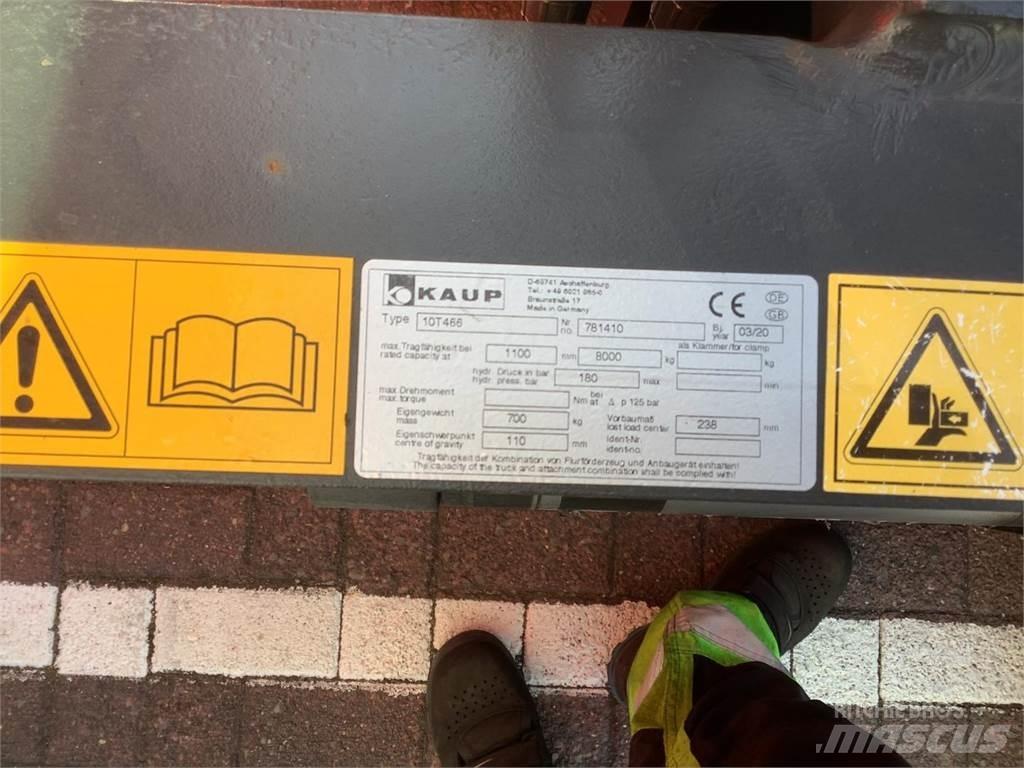 KAUP
D-63741 Aschaffenburg
Tel.: +49 6021 865-0
Braunstraße 17
Made in Germany
CE
DE
GB
Type 10T466 Nr. no. 781410 Bj. year 03/20
max. Tragfähigkeit bei
rated capacity at 1100 mm 8000 kg
als Klammer/for clamp
kg
hydr. Druck in bar
hydr. press. bar 180 max
min
max. Drehmoment
max. torque Nm bei at Δ p 125 bar
Eigengewicht
mass 700 kg
Vorbaumaß
lost load center 238 mm
Eigenschwerpunkt
centre of gravity 110 mm
ident-Nr.
ident-No.
Tragfähigkeit der Kombination von Flurförderzeug und Anbaugerät einhalten!
The capacity of the truck and attachment combination shall be complied with!
RITCHIE BROS.
MASCUS